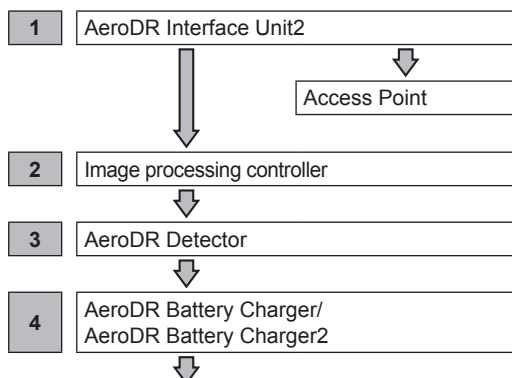 1 AeroDR Interface Unit2
Access Point
2 Image processing controller
3 AeroDR Detector
4 AeroDR Battery Charger/
AeroDR Battery Charger2